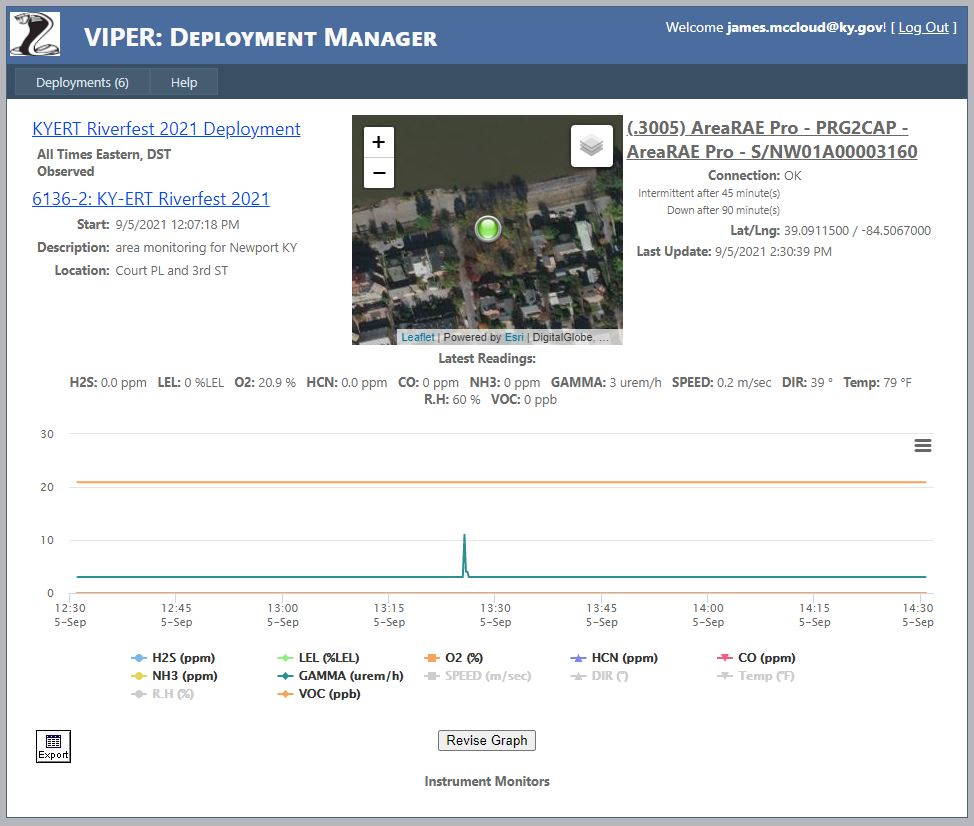 VIPER: Deployment Manager
Welcome james.mccloud@ky.gov! [ Log Out ]
Deployments (6) Help
KYERT Riverfest 2021 Deployment
All Times Eastern, DST
Observed
6136-2: KY-ERT Riverfest 2021
Start: 9/5/2021 12:07:18 PM
Description: area monitoring for Newport KY
Location: Court PL and 3rd ST
+
−
Leaflet | Powered by Esri | DigitalGlobe, ...
(.3005) AreaRAE Pro - PRG2CAP -
AreaRAE Pro - S/NW01A00003160
Connection: OK
Intermittent after 45 minute(s)
Down after 90 minute(s)
Lat/Lng: 39.0911500 / -84.5067000
Last Update: 9/5/2021 2:30:39 PM
Latest Readings:
H2S: 0.0 ppm LEL: 0 %LEL O2: 20.9 % HCN: 0.0 ppm CO: 0 ppm NH3: 0 ppm GAMMA: 3 urem/h SPEED: 0.2 m/sec DIR: 39 ° Temp: 79 °F
R.H: 60 % VOC: 0 ppb
30
20
10
0
12:30 12:45 13:00 13:15 13:30 13:45 14:00 14:15 14:30
5-Sep 5-Sep 5-Sep 5-Sep 5-Sep 5-Sep 5-Sep 5-Sep 5-Sep
H2S (ppm) LEL (%LEL) O2 (%) HCN (ppm) CO (ppm)
NH3 (ppm) GAMMA (urem/h) SPEED (m/sec) DIR (°) Temp (°F)
R.H (%) VOC (ppb)
Export
Revise Graph
Instrument Monitors